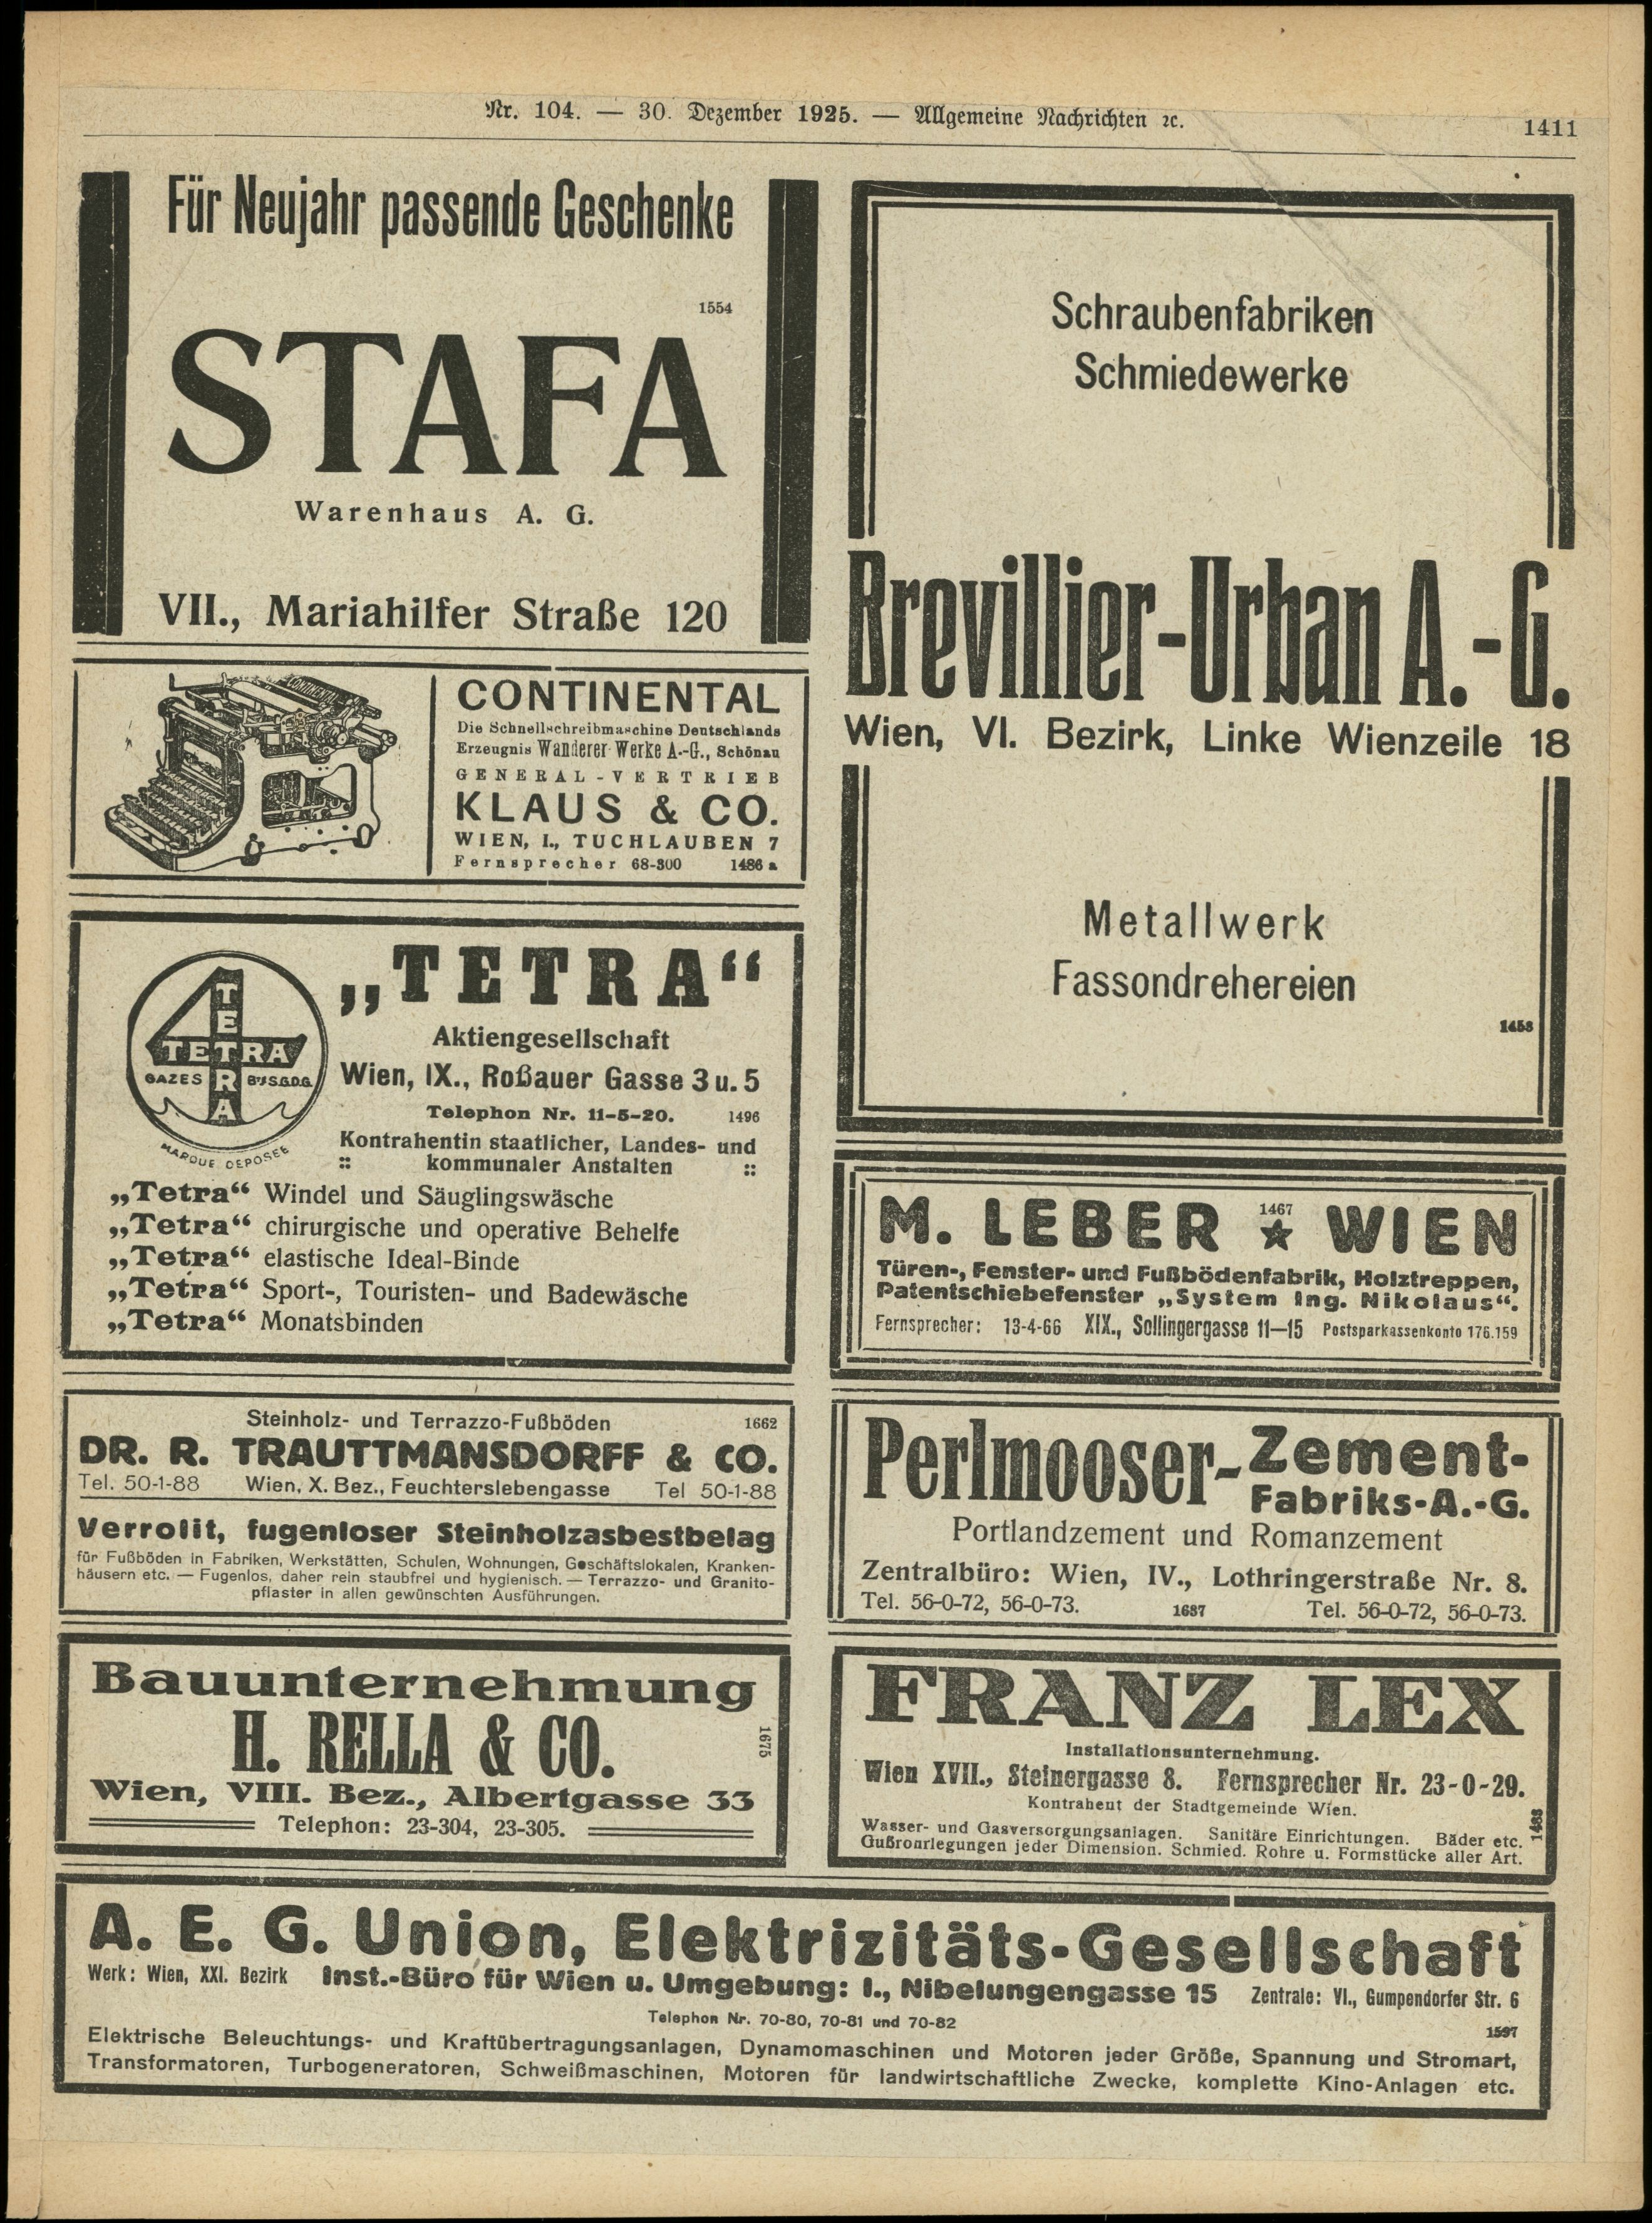 Nr. 104. — 30. Dezember 1925. — Allgemeine Nachrichten ꝛc.
1411
Für Neujahr passende Geschenke
1554
STAFA
Warenhaus A. G.
VII., Mariahilfer Straße 120
CONTINENTAL
CONTINENTAL
Die Schnellschreibmaschine Deutschlands
Erzeugnis Wanderer Werke A.-G., Schönau
GENERAL-VERTRIEB
KLAUS & CO.
WIEN, I., TUCHLAUBEN 7
Fernsprecher 68-300 1486 a
TETRA
TETRA
GAZES BTÉS.G.D.G.
MARQUE DEPOSÉE
„TETRA“
Aktiengesellschaft
Wien, IX., Roßauer Gasse 3 u. 5
Telephon Nr. 11-5-20. 1496
Kontrahentin staatlicher, Landes- und
:: kommunaler Anstalten ::
„Tetra“ Windel und Säuglingswäsche
„Tetra“ chirurgische und operative Behelfe
„Tetra“ elastische Ideal-Binde
„Tetra“ Sport-, Touristen- und Badewäsche
„Tetra“ Monatsbinden
Steinholz- und Terrazzo-Fußböden 1662
DR. R. TRAUTTMANSDORFF & CO.
Tel. 50-1-88 Wien, X. Bez., Feuchterslebengasse Tel 50-1-88
Verrolit, fugenloser Steinholzasbestbelag
für Fußböden in Fabriken, Werkstätten, Schulen, Wohnungen, Geschäftslokalen, Kranken-
häusern etc. — Fugenlos, daher rein staubfrei und hygienisch. — Terrazzo- und Granito-
pflaster in allen gewünschten Ausführungen.
Bauunternehmung
H. RELLA & CO.
1675
Wien, VIII. Bez., Albertgasse 33
Telephon: 23-304, 23-305.
Schraubenfabriken
Schmiedewerke
Brevillier-Urban A.-G.
Wien, VI. Bezirk, Linke Wienzeile 18
Metallwerk
Fassondrehereien
1458
M. LEBER 1467 ★ WIEN
Türen-, Fenster- und Fußbödenfabrik, Holztreppen,
Patentschiebefenster „System Ing. Nikolaus“.
Fernsprecher: 13-4-66 XIX., Sollingergasse 11—15 Postsparkassenkonto 176.159
Perlmooser-Zement-
Fabriks-A.-G.
Portlandzement und Romanzement
Zentralbüro: Wien, IV., Lothringerstraße Nr. 8.
Tel. 56-0-72, 56-0-73. 1687 Tel. 56-0-72, 56-0-73.
FRANZ LEX
Installationsunternehmung.
Wien XVII., Steinergasse 8. Fernsprecher Nr. 23-0-29.
Kontrahent der Stadtgemeinde Wien.
Wasser- und Gasversorgungsanlagen. Sanitäre Einrichtungen. Bäder etc.
Gußrohrlegungen jeder Dimension. Schmied. Rohre u. Formstücke aller Art.
1488
A. E. G. Union, Elektrizitäts-Gesellschaft
Werk: Wien, XXI. Bezirk Inst.-Büro für Wien u. Umgebung: I., Nibelungengasse 15 Zentrale: VI., Gumpendorfer Str. 6
Telephon Nr. 70-80, 70-81 und 70-82
1597
Elektrische Beleuchtungs- und Kraftübertragungsanlagen, Dynamomaschinen und Motoren jeder Größe, Spannung und Stromart,
Transformatoren, Turbogeneratoren, Schweißmaschinen, Motoren für landwirtschaftliche Zwecke, komplette Kino-Anlagen etc.